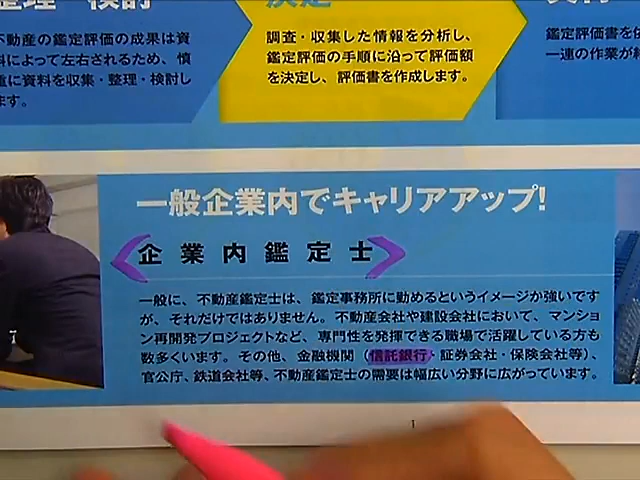 整理・検討
不動産の鑑定評価の成果は資
料によって左右されるため、慎
重に資料を収集・整理・検討し
ます。
決定
調査・収集した情報を分析し、
鑑定評価の手順に沿って評価額
を決定し、評価書を作成します。
鑑定評価書を
一連の作業が
一般企業内でキャリアアップ!
企業内鑑定士
一般に、不動産鑑定士は、鑑定事務所に勤めるというイメージが強いです
が、それだけではありません。不動産会社や建設会社において、マンショ
ン再開発プロジェクトなど、専門性を発揮できる職場で活躍している方も
数多くいます。その他、金融機関(信託銀行・証券会社・保険会社等)、
官公庁、鉄道会社等、不動産鑑定士の需要は幅広い分野に広がっています。
1